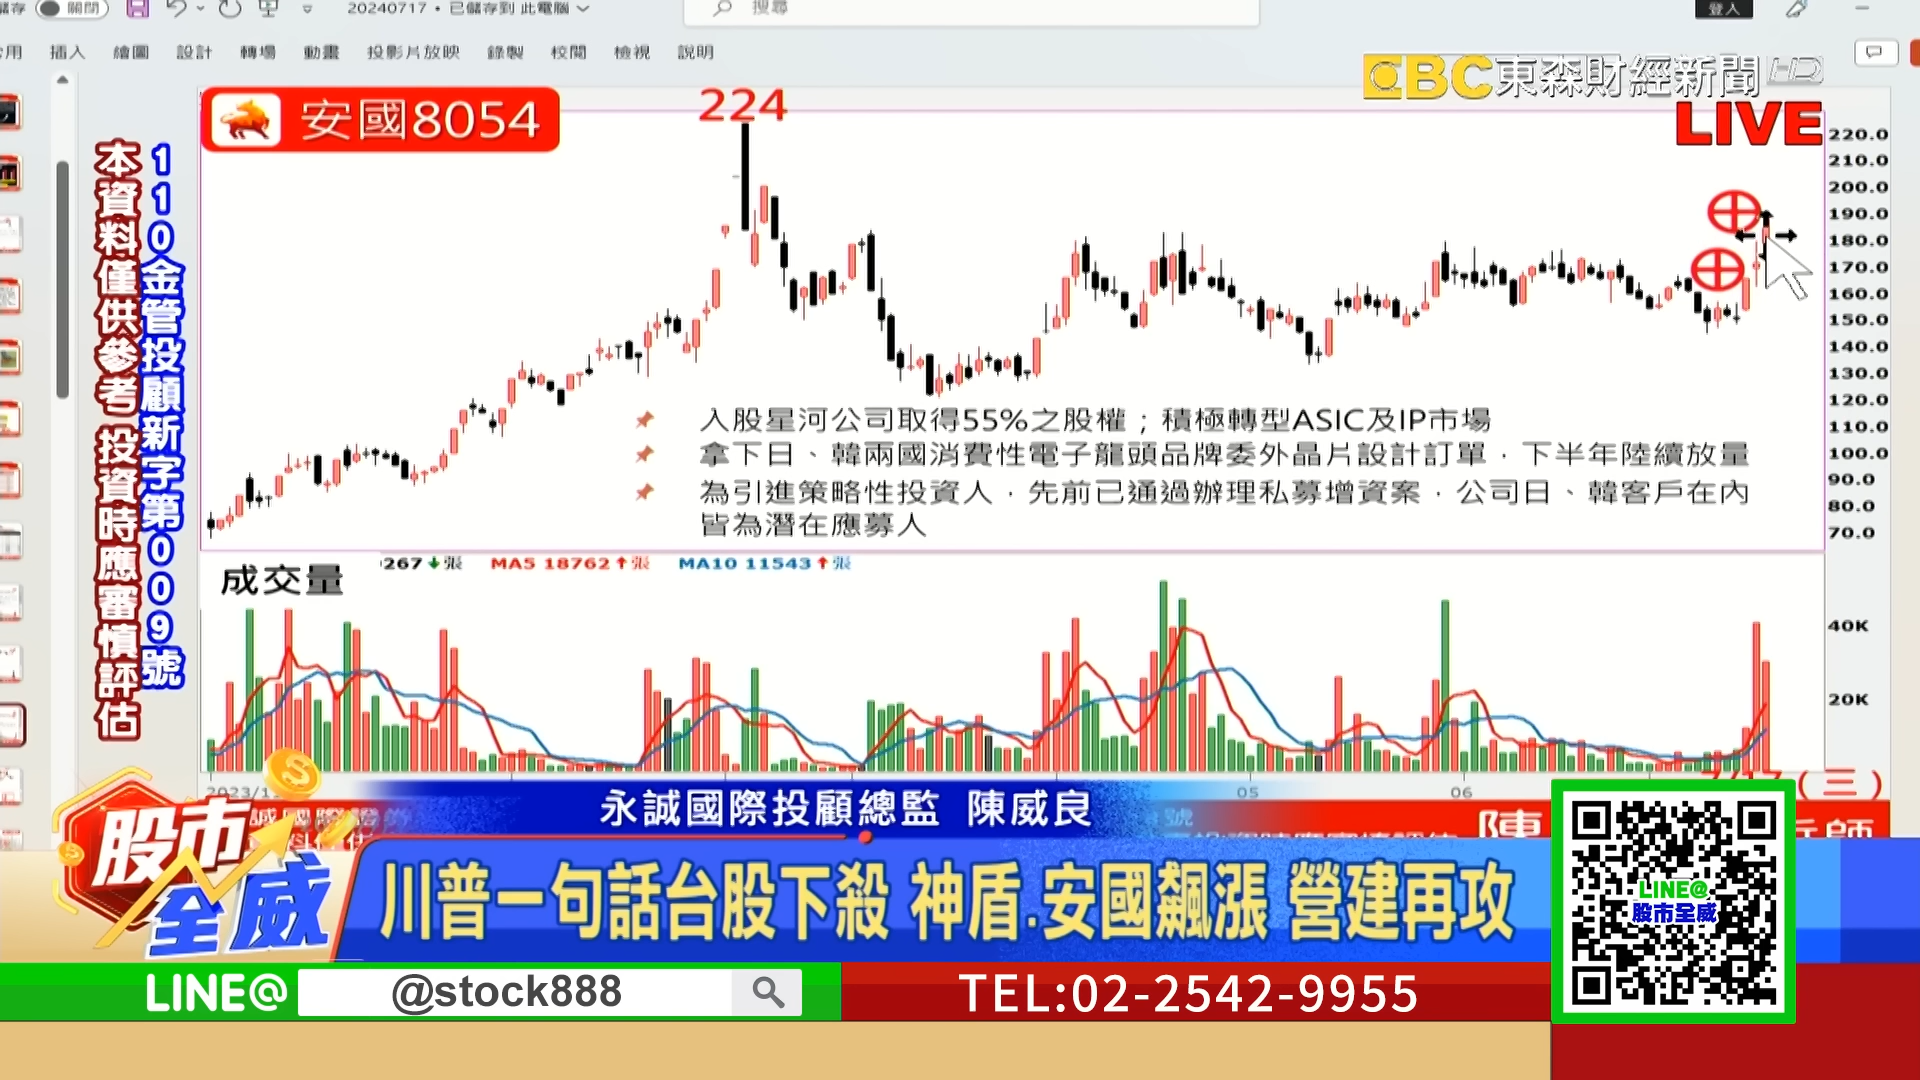 關閉
20240717 • 已儲存到 此電腦
搜尋
登入
插入 繪圖 設計 轉場 動畫 投影片放映 錄製 校閱 檢視 說明
EBC東森財經新聞HD
LIVE
安國8054
224
110金管投顧新字第009號
本資料僅供參考 投資時應審慎評估
220.0
210.0
200.0
190.0
180.0
170.0
160.0
150.0
140.0
130.0
120.0
110.0
100.0
90.0
80.0
70.0
入股星河公司取得55%之股權；積極轉型ASIC及IP市場
拿下日、韓兩國消費性電子龍頭品牌委外晶片設計訂單，下半年陸續放量
為引進策略性投資人，先前已通過辦理私募增資案，公司日、韓客戶在內
皆為潛在應募人
成交量
267↓張 MA5 18762↑張 MA10 11543↑張
40K
20K
05
06
(三)
永誠國際投顧總監 陳威良
股市
全威
川普一句話台股下殺 神盾.安國飆漲 營建再攻
LINE@
股市全威
LINE@ @stock888
TEL:02-2542-9955